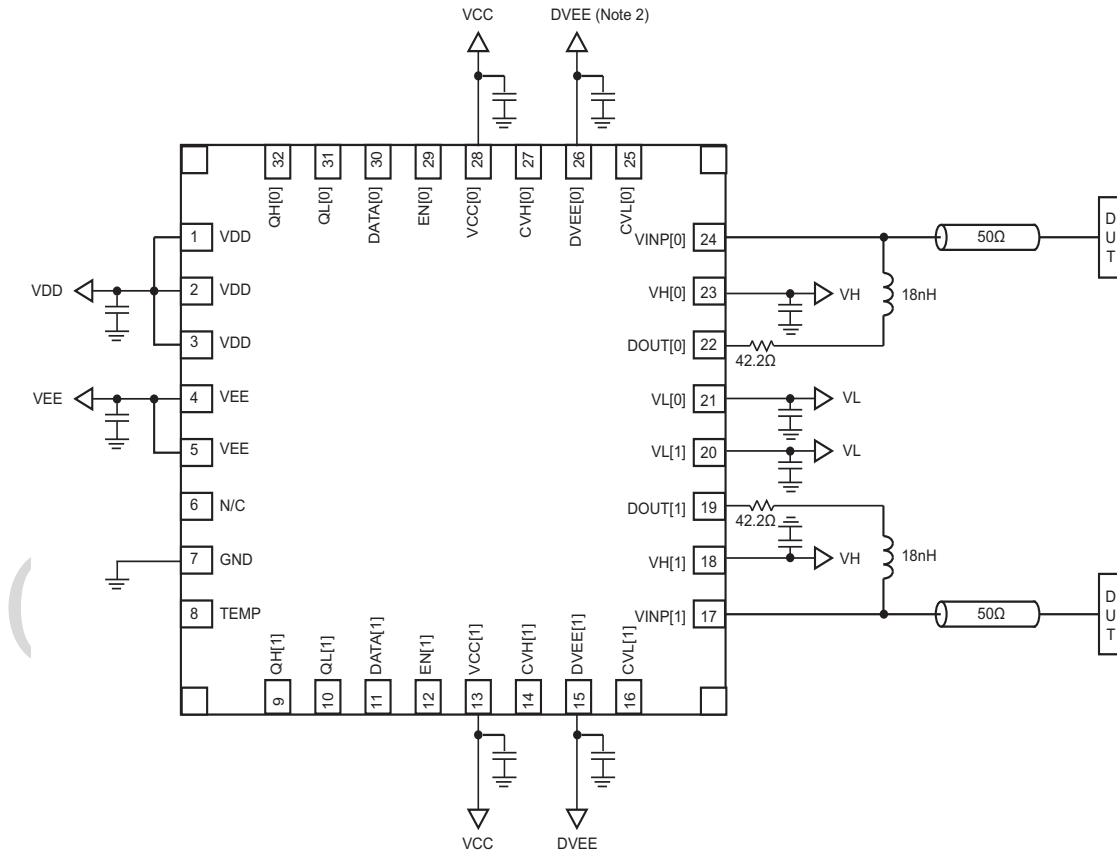 VCC
DVEE (Note 2)
32
31
30
29
28
27
26
25
QH[0]
QL[0]
DATA[0]
EN[0]
VCC[0]
CVH[0]
DVEE[0]
CVL[0]
1 VDD
VINP[0] 24
50Ω
DUT
VDD
2 VDD
VH[0] 23
VH
18nH
3 VDD
DOUT[0] 22
42.2Ω
VEE
4 VEE
VL[0] 21
VL
5 VEE
VL[1] 20
VL
6 N/C
DOUT[1] 19
42.2Ω
7 GND
VH[1] 18
VH
18nH
8 TEMP
VINP[1] 17
50Ω
DUT
QH[1]
QL[1]
DATA[1]
EN[1]
VCC[1]
CVH[1]
DVEE[1]
CVL[1]
9
10
11
12
13
14
15
16
VCC
DVEE